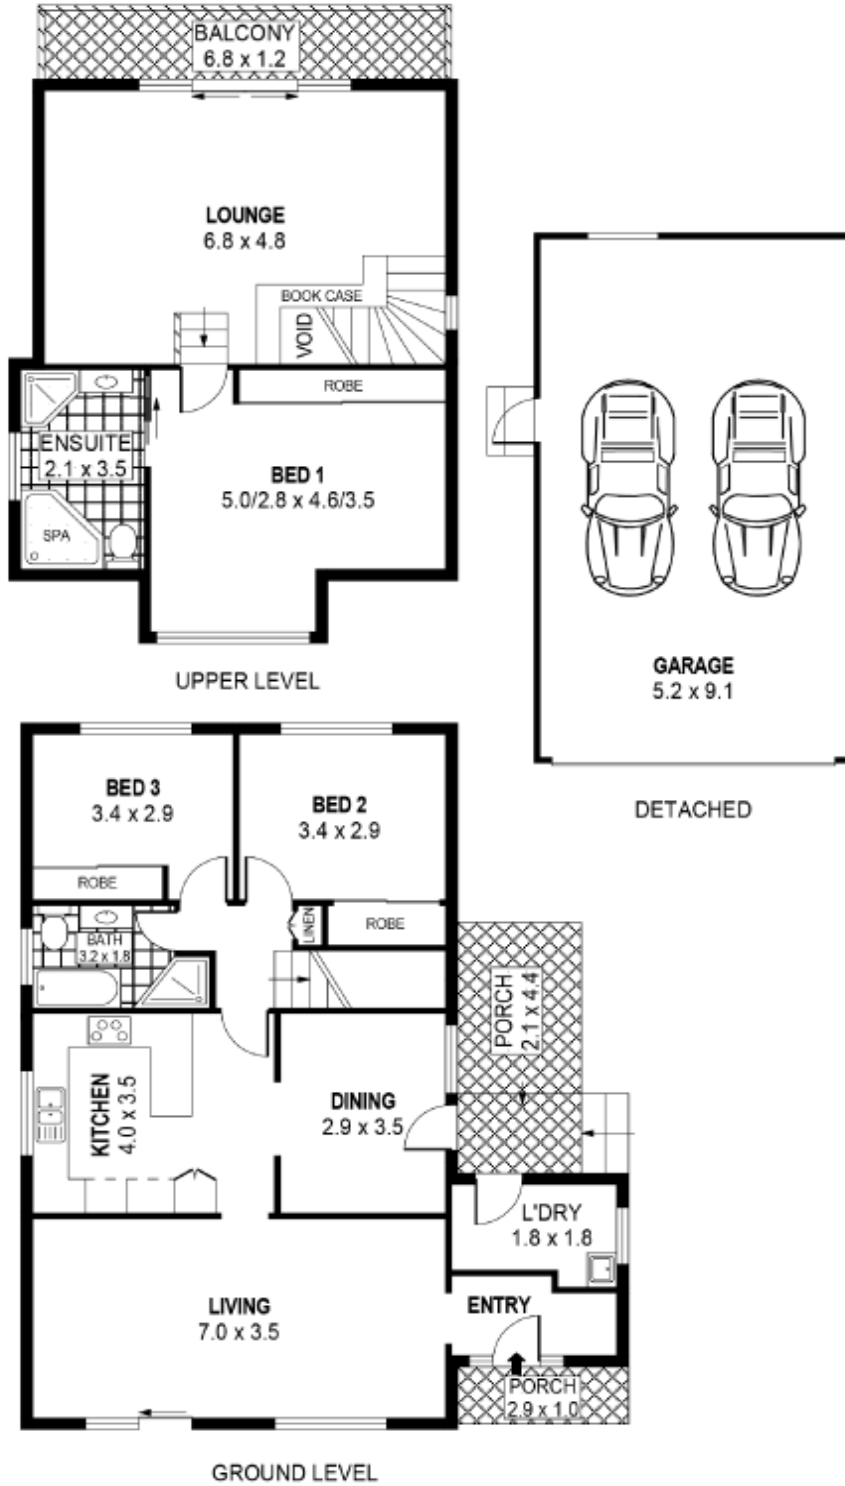 BALCONY
6.8 x 1.2
LOUNGE
6.8 x 4.8
BOOK CASE
VOID
ROBE
ENSUITE
2.1 x 3.5
BED 1
5.0/2.8 x 4.6/3.5
SPA
UPPER LEVEL
GARAGE
5.2 x 9.1
DETACHED
BED 3
3.4 x 2.9
BED 2
3.4 x 2.9
ROBE
ROBE
LINEN
BATH
3.2 x 1.8
PORCH
2.1 x 4.4
KITCHEN
4.0 x 3.5
DINING
2.9 x 3.5
L'DRY
1.8 x 1.8
ENTRY
LIVING
7.0 x 3.5
PORCH
2.9 x 1.0
GROUND LEVEL